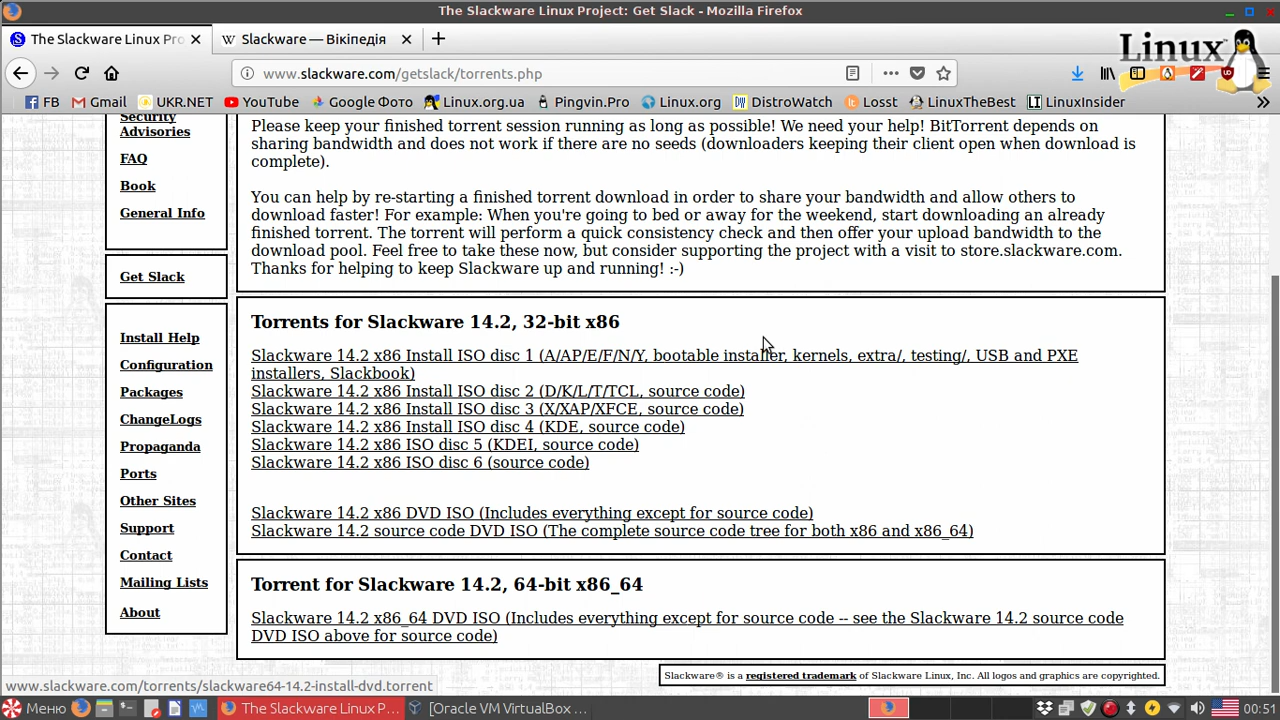 The Slackware Linux Project: Get Slack - Mozilla Firefox
The Slackware Linux Pro
Slackware — Вікіпедія
Linux
www.slackware.com/getslack/torrents.php
FB
Gmail
UKR.NET
YouTube
Google Фото
Linux.org.ua
Pingvin.Pro
Linux.org
DistroWatch
Losst
LinuxTheBest
LinuxInsider
Security
Advisories
FAQ
Book
General Info
Get Slack
Install Help
Configuration
Packages
ChangeLogs
Propaganda
Ports
Other Sites
Support
Contact
Mailing Lists
About
Please keep your finished torrent session running as long as possible! We need your help! BitTorrent depends on
sharing bandwidth and does not work if there are no seeds (downloaders keeping their client open when download is
complete).
You can help by re-starting a finished torrent download in order to share your bandwidth and allow others to
download faster! For example: When you're going to bed or away for the weekend, start downloading an already
finished torrent. The torrent will perform a quick consistency check and then offer your upload bandwidth to the
download pool. Feel free to take these now, but consider supporting the project with a visit to store.slackware.com.
Thanks for helping to keep Slackware up and running! :-)
Torrents for Slackware 14.2, 32-bit x86
Slackware 14.2 x86 Install ISO disc 1 (A/AP/E/F/N/Y, bootable installer, kernels, extra/, testing/, USB and PXE
installers, Slackbook)
Slackware 14.2 x86 Install ISO disc 2 (D/K/L/T/TCL, source code)
Slackware 14.2 x86 Install ISO disc 3 (X/XAP/XFCE, source code)
Slackware 14.2 x86 Install ISO disc 4 (KDE, source code)
Slackware 14.2 x86 ISO disc 5 (KDEI, source code)
Slackware 14.2 x86 ISO disc 6 (source code)
Slackware 14.2 x86 DVD ISO (Includes everything except for source code)
Slackware 14.2 source code DVD ISO (The complete source code tree for both x86 and x86_64)
Torrent for Slackware 14.2, 64-bit x86_64
Slackware 14.2 x86_64 DVD ISO (Includes everything except for source code -- see the Slackware 14.2 source code
DVD ISO above for source code)
Slackware® is a registered trademark of Slackware Linux, Inc. All logos and graphics are copyrighted.
www.slackware.com/torrents/slackware64-14.2-install-dvd.torrent
Меню
The Slackware Linux P...
[Oracle VM VirtualBox ...
00:51